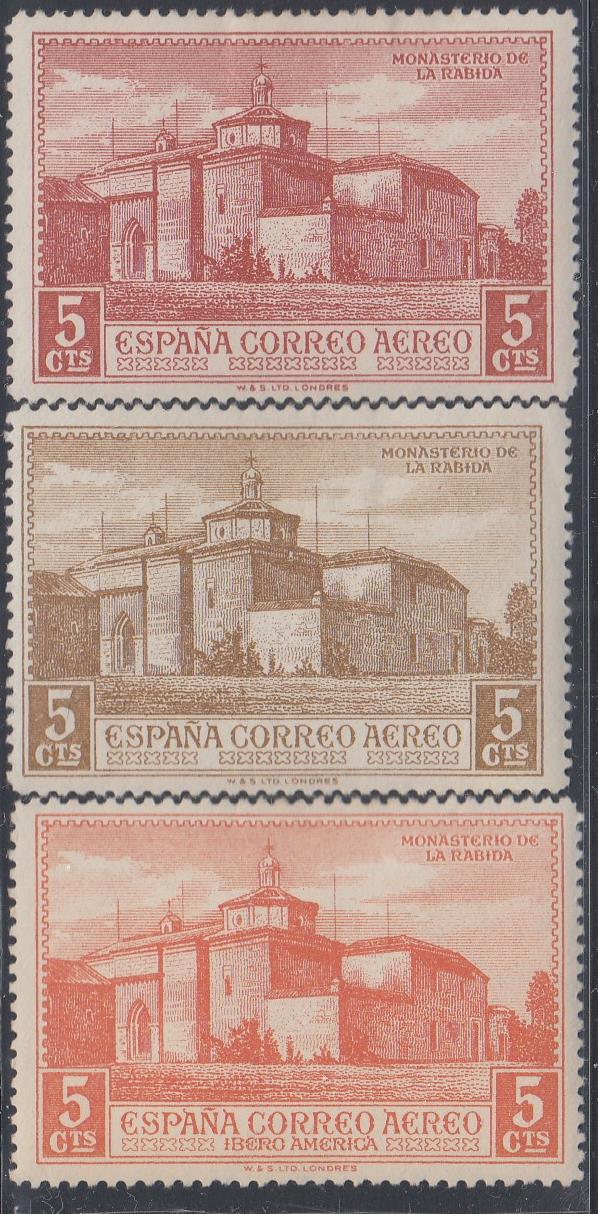 MONASTERIO DE
LA RABIDA
5 CTS
ESPAÑA CORREO AEREO
5 CTS
W. & S. LTD. LONDRES
MONASTERIO DE
LA RABIDA
5 CTS
ESPAÑA CORREO AEREO
5 CTS
W. & S. LTD. LONDRES
MONASTERIO DE
LA RABIDA
5 CTS
ESPAÑA CORREO AEREO
IBERO AMERICA
5 CTS
W. & S. LTD. LONDRES